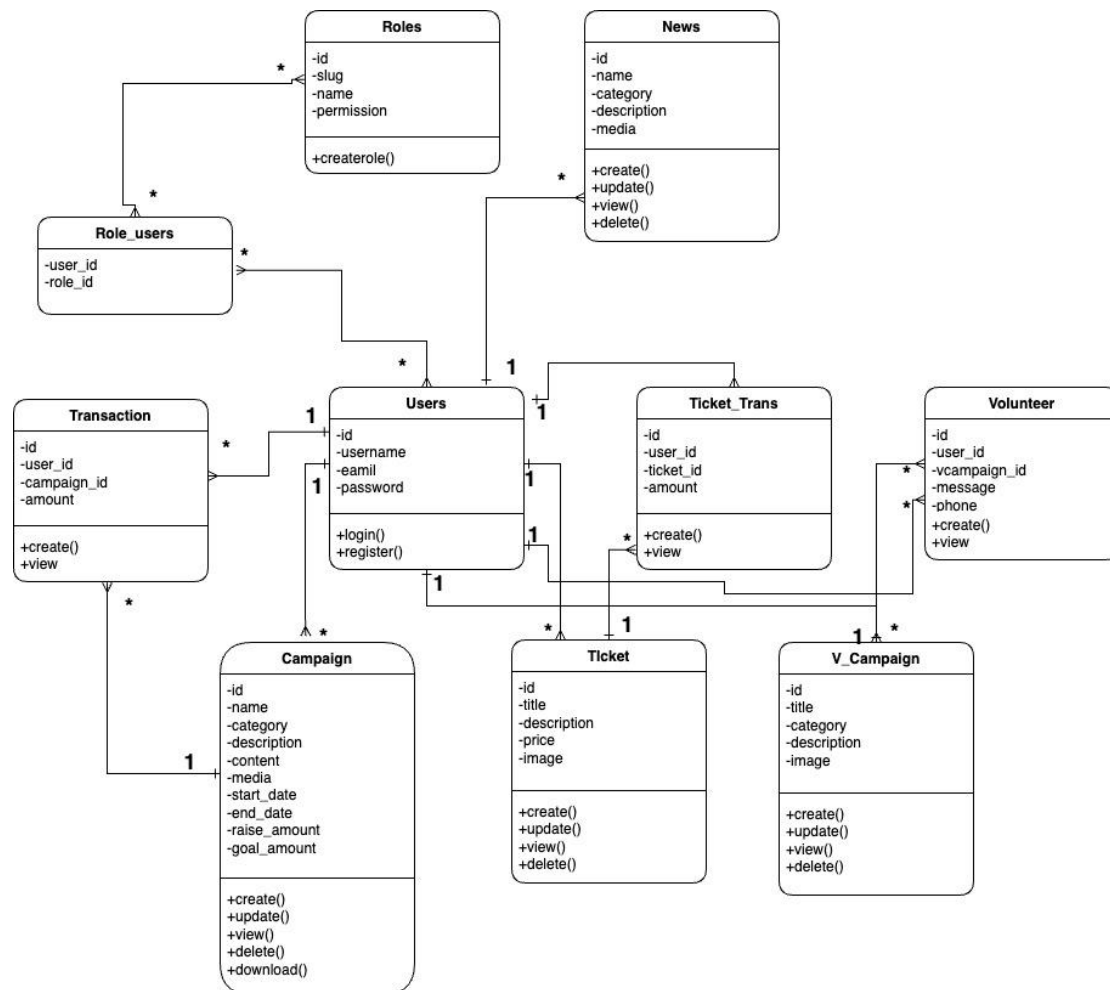 Roles
-id
-slug
-name
-permission
+createrole()
*
*
News
-id
-name
-category
-description
-media
+create()
+update()
+view()
+delete()
*
Role_users
-user_id
-role_id
*
*
1
Transaction
-id
-user_id
-campaign_id
-amount
+create()
+view
*
1
Users
-id
-username
-eamil
-password
+login()
+register()
1
1
1
1
1
Ticket_Trans
-id
-user_id
-ticket_id
-amount
+create()
+view
*
Volunteer
-id
-user_id
-vcampaign_id
-message
-phone
+create()
+view
*
*
*
1
*
Campaign
-id
-name
-category
-description
-content
-media
-start_date
-end_date
-raise_amount
-goal_amount
+create()
+update()
+view()
+delete()
+download()
*
1
TIcket
-id
-title
-description
-price
-image
+create()
+update()
+view()
+delete()
1
*
V_Campaign
-id
-title
-category
-description
-image
+create()
+update()
+view()
+delete()